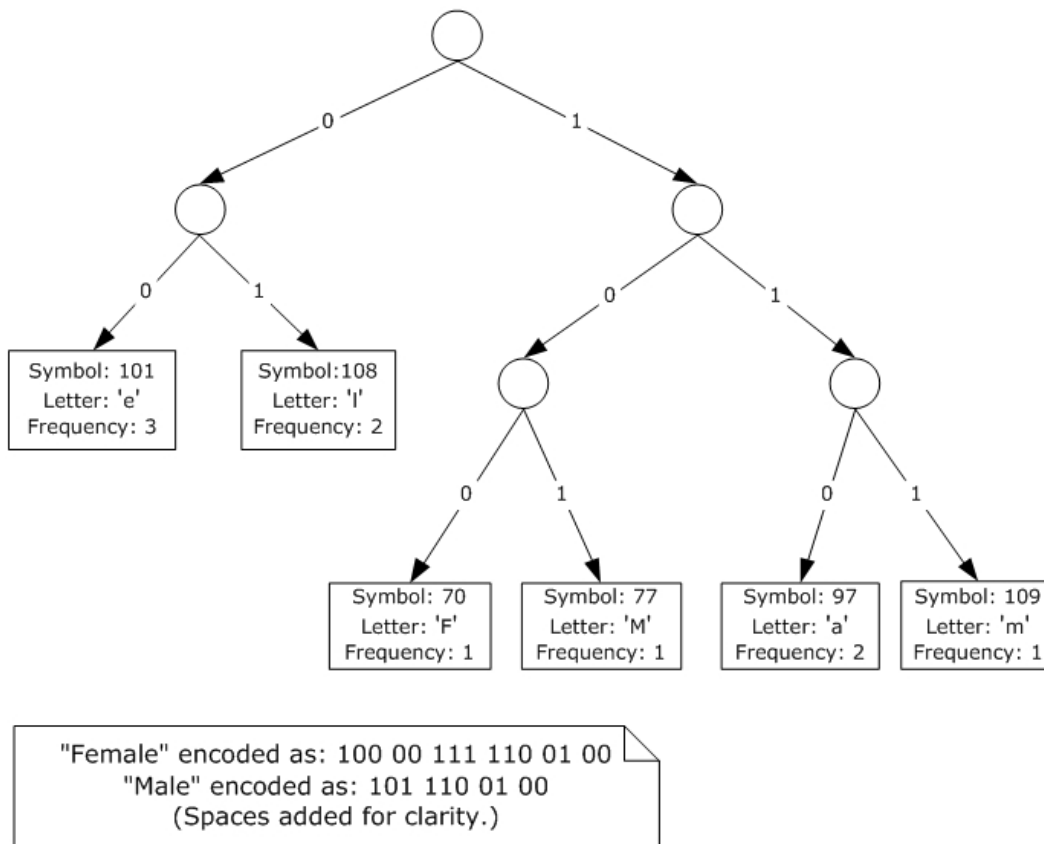 0
1
0
1
0
1
Symbol: 101
Letter: 'e'
Frequency: 3
Symbol:108
Letter: 'l'
Frequency: 2
0
1
0
1
Symbol: 70
Letter: 'F'
Frequency: 1
Symbol: 77
Letter: 'M'
Frequency: 1
Symbol: 97
Letter: 'a'
Frequency: 2
Symbol: 109
Letter: 'm'
Frequency: 1
"Female" encoded as: 100 00 111 110 01 00
"Male" encoded as: 101 110 01 00
(Spaces added for clarity.)